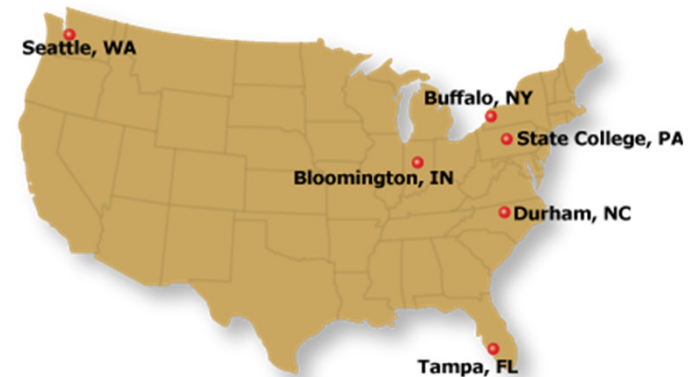 Seattle, WA
Buffalo, NY
State College, PA
Bloomington, IN
Durham, NC
Tampa, FL